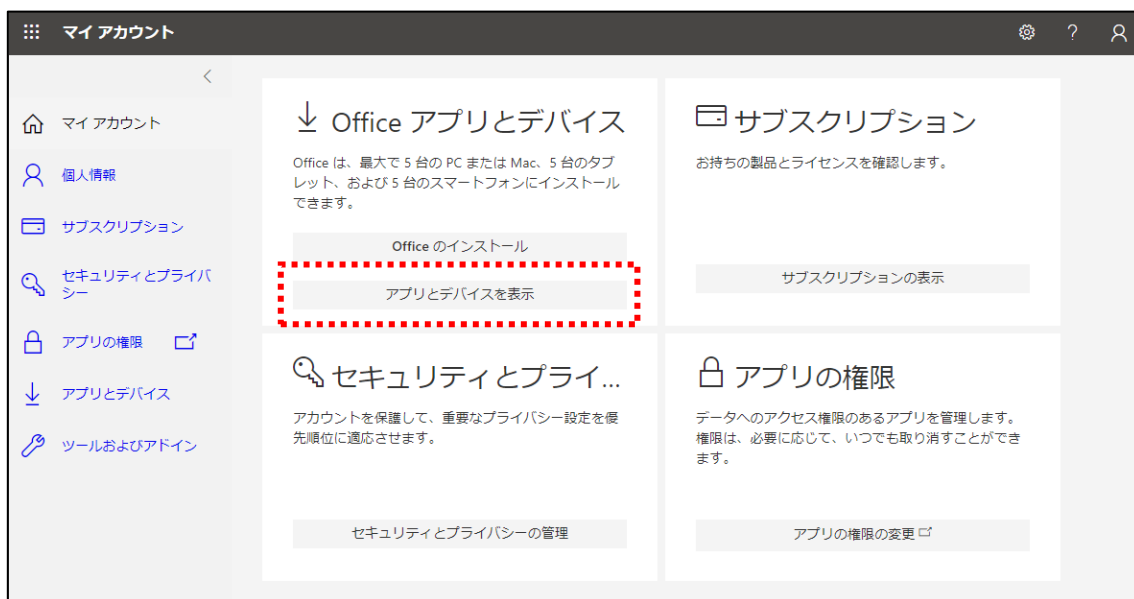 マイ アカウント
?
マイ アカウント
個人情報
サブスクリプション
セキュリティとプライバ
シー
アプリの権限
アプリとデバイス
ツールおよびアドイン
Office アプリとデバイス
Office は、最大で 5 台の PC または Mac、5 台のタブ
レット、および 5 台のスマートフォンにインストール
できます。
Office のインストール
アプリとデバイスを表示
サブスクリプション
お持ちの製品とライセンスを確認します。
サブスクリプションの表示
セキュリティとプライ...
アカウントを保護して、重要なプライバシー設定を優
先順位に適応させます。
セキュリティとプライバシーの管理
アプリの権限
データへのアクセス権限のあるアプリを管理します。
権限は、必要に応じて、いつでも取り消すことができ
ます。
アプリの権限の変更